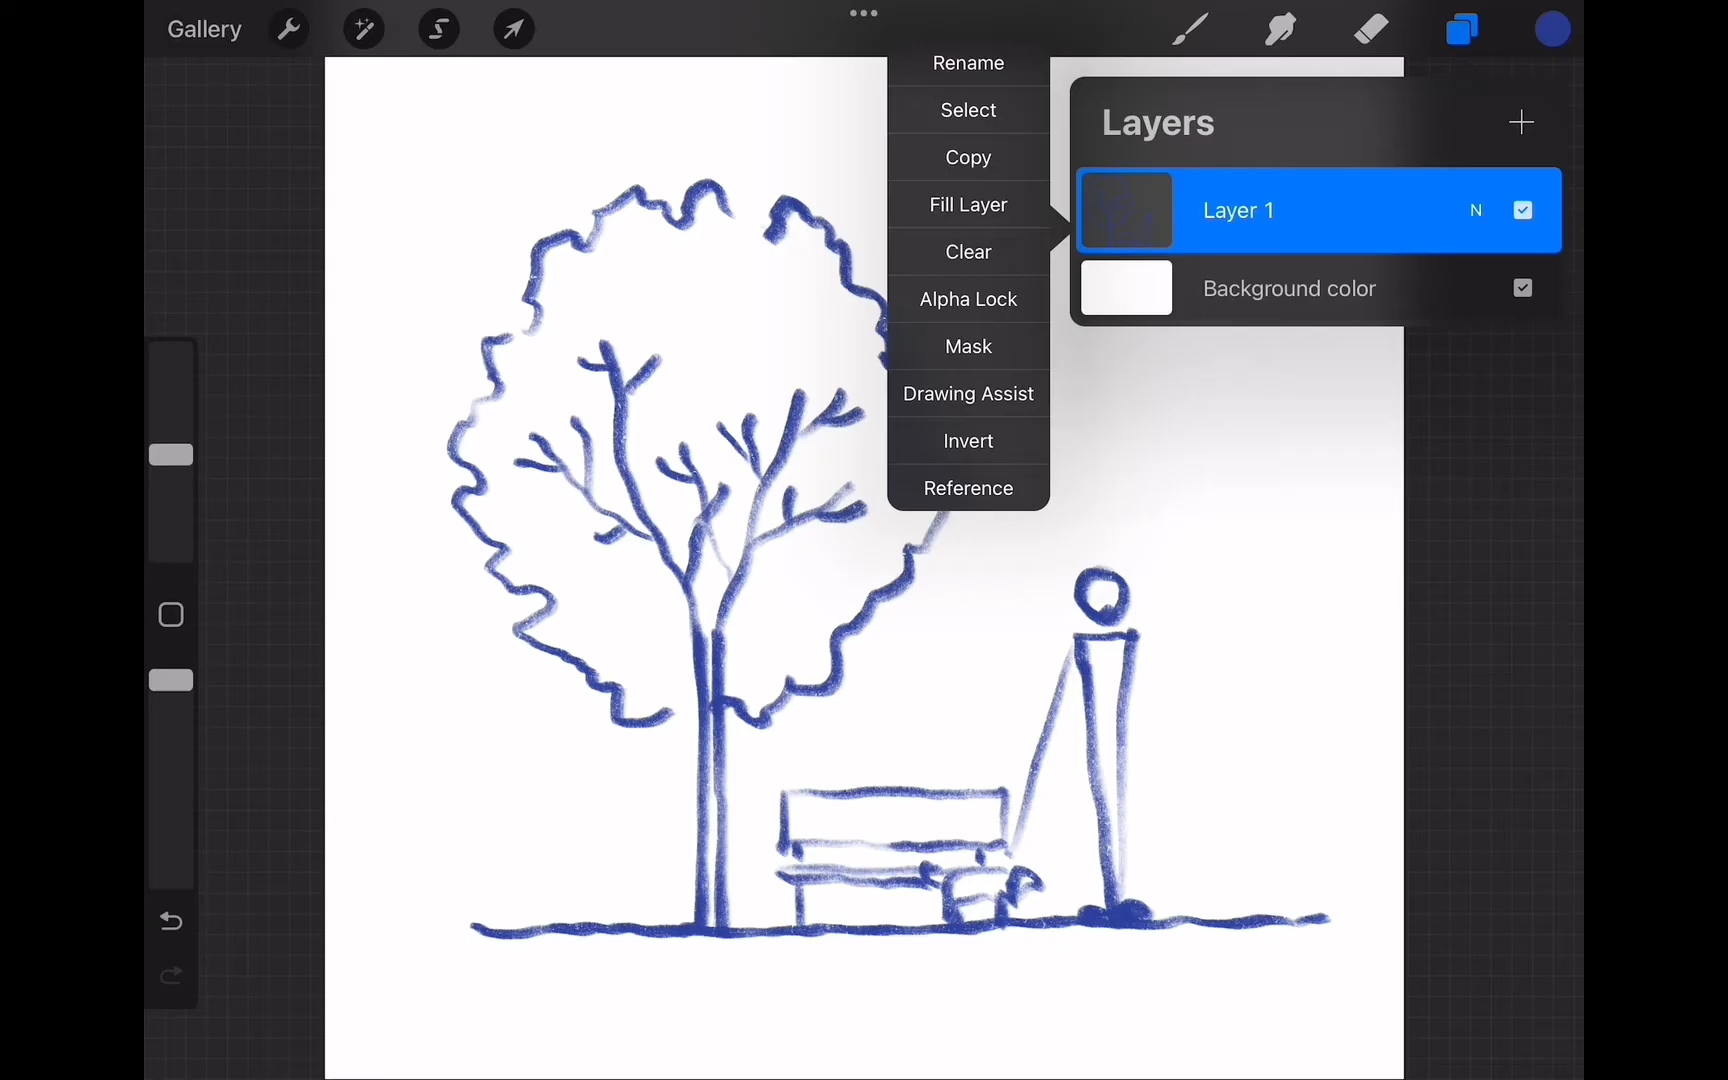 Gallery
Rename
Select
Copy
Fill Layer
Clear
Alpha Lock
Mask
Drawing Assist
Invert
Reference
Layers
Layer 1 N
Background color